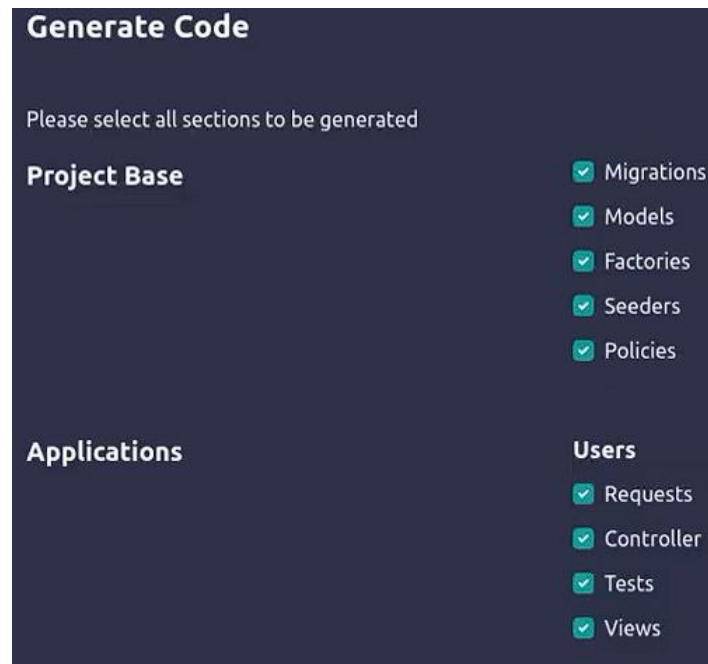 Generate Code
Please select all sections to be generated
Project Base
Migrations
Models
Factories
Seeders
Policies
Applications
Users
Requests
Controller
Tests
Views